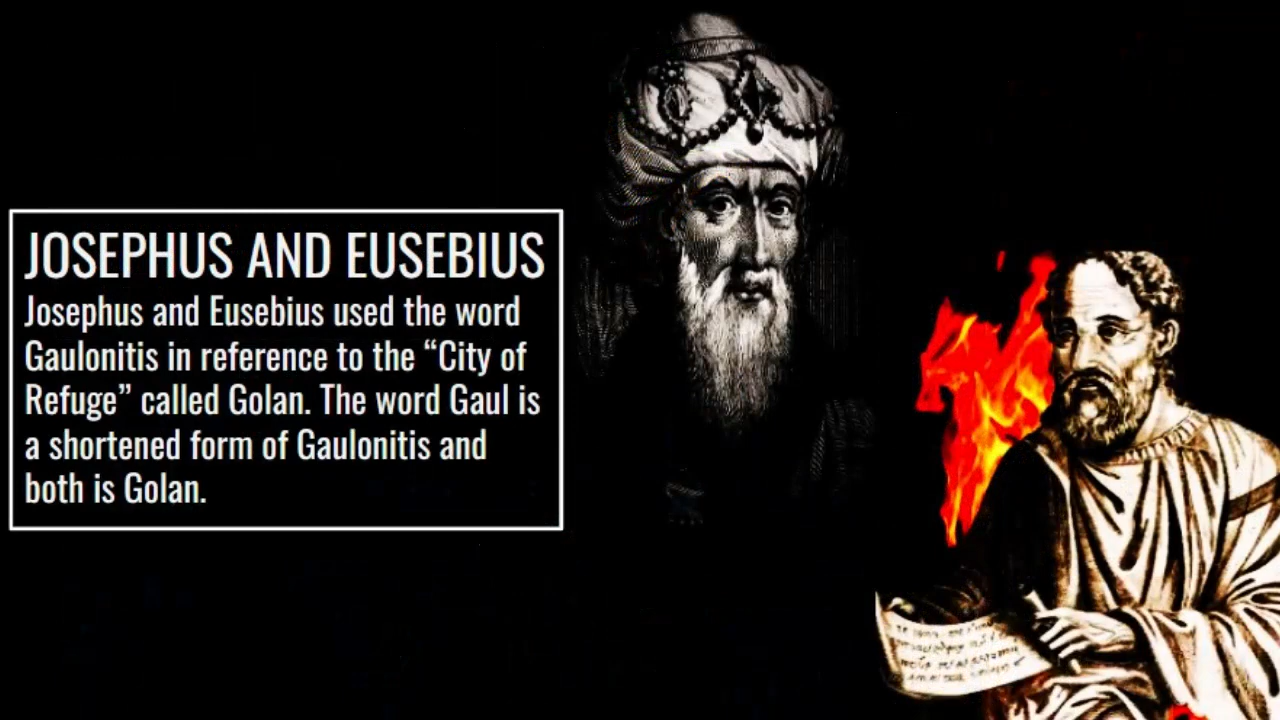 JOSEPHUS AND EUSEBIUS
Josephus and Eusebius used the word
Gaulonitis in reference to the “City of
Refuge” called Golan. The word Gaul is
a shortened form of Gaulonitis and
both is Golan.